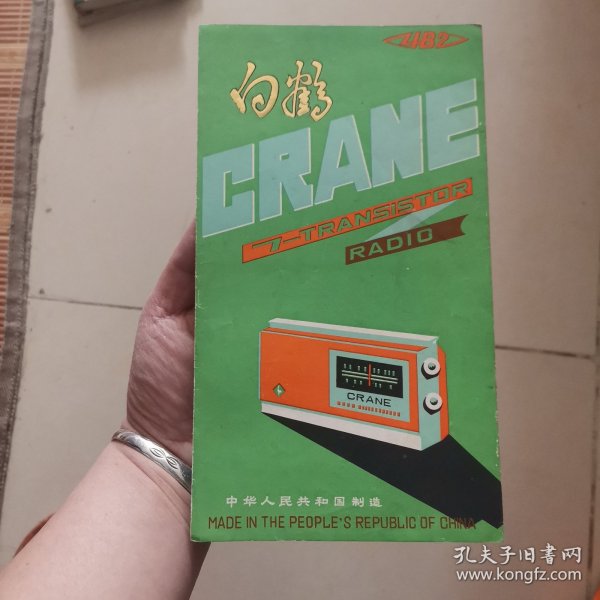 白鹤
CRANE
7-TRANSISTOR
RADIO
CRANE
中华人民共和国制造
MADE IN THE PEOPLE'S REPUBLIC OF CHINA
孔夫子旧书网
www.kongfz.com